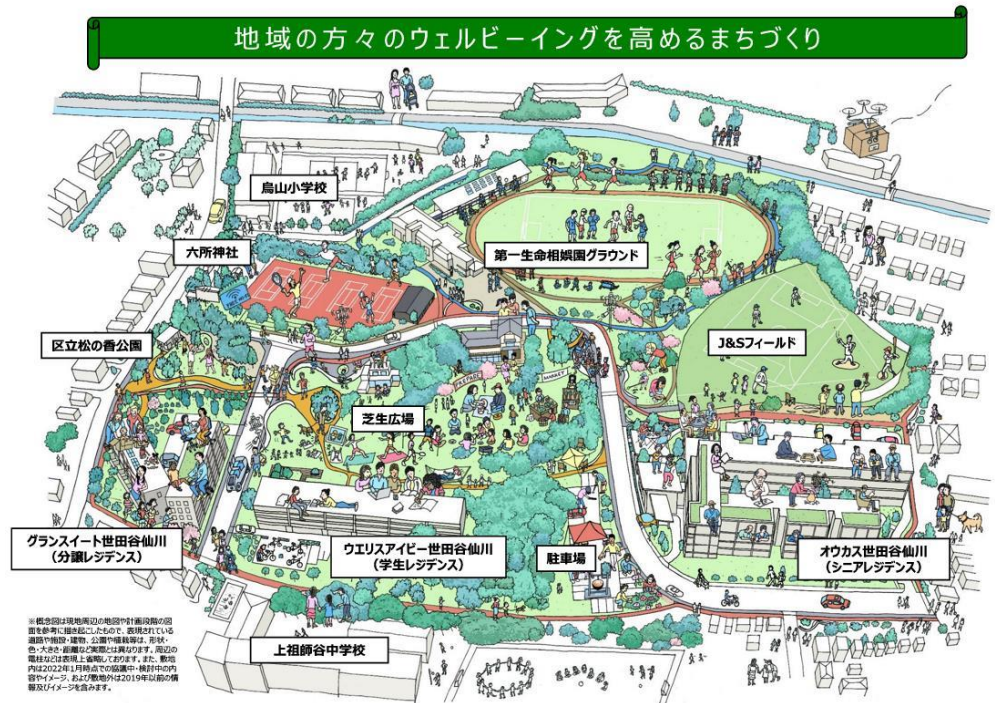 地域の方々のウェルビーイングを高めるまちづくり
烏山小学校
六所神社
第一生命相娯園グラウンド
区立松の香公園
J&Sフィールド
芝生広場
グランスイート世田谷仙川
(分譲レジデンス)
ウエリスアイビー世田谷仙川
(学生レジデンス)
駐車場
オウカス世田谷仙川
(シニアレジデンス)
上祖師谷中学校
※概念図は現地周辺の地図や計画段階の図
面を参考に描き起こしたもので、表現されている
道路や施設・建物、公園や植栽等は、形状・
色・大きさ・距離など実際とは異なります。周辺の
電柱などは表現上省略しております。また、敷地
内は2022年1月時点での協議中・検討中の内
容やイメージ、および敷地外は2019年以前の情
報及びイメージを含みます。